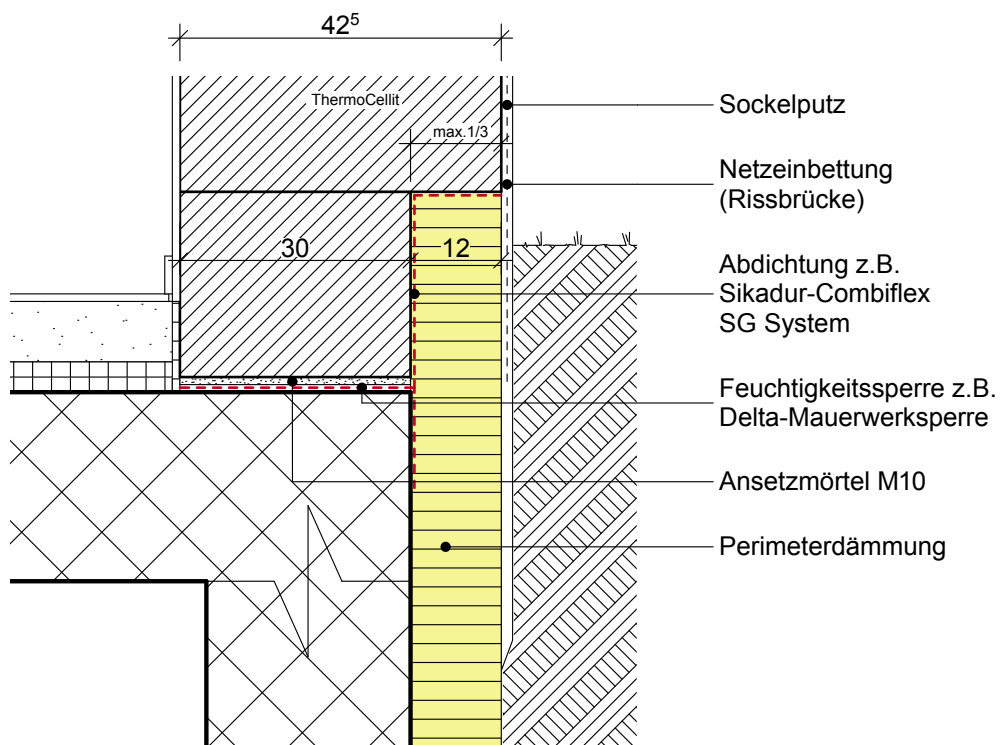 42⁵
ThermoCellit
max.1/3
30
12
Sockelputz
Netzeinbettung
(Rissbrücke)
Abdichtung z.B.
Sikadur-Combiflex
SG System
Feuchtigkeitssperre z.B.
Delta-Mauerwerksperre
Ansetzmörtel M10
Perimeterdämmung